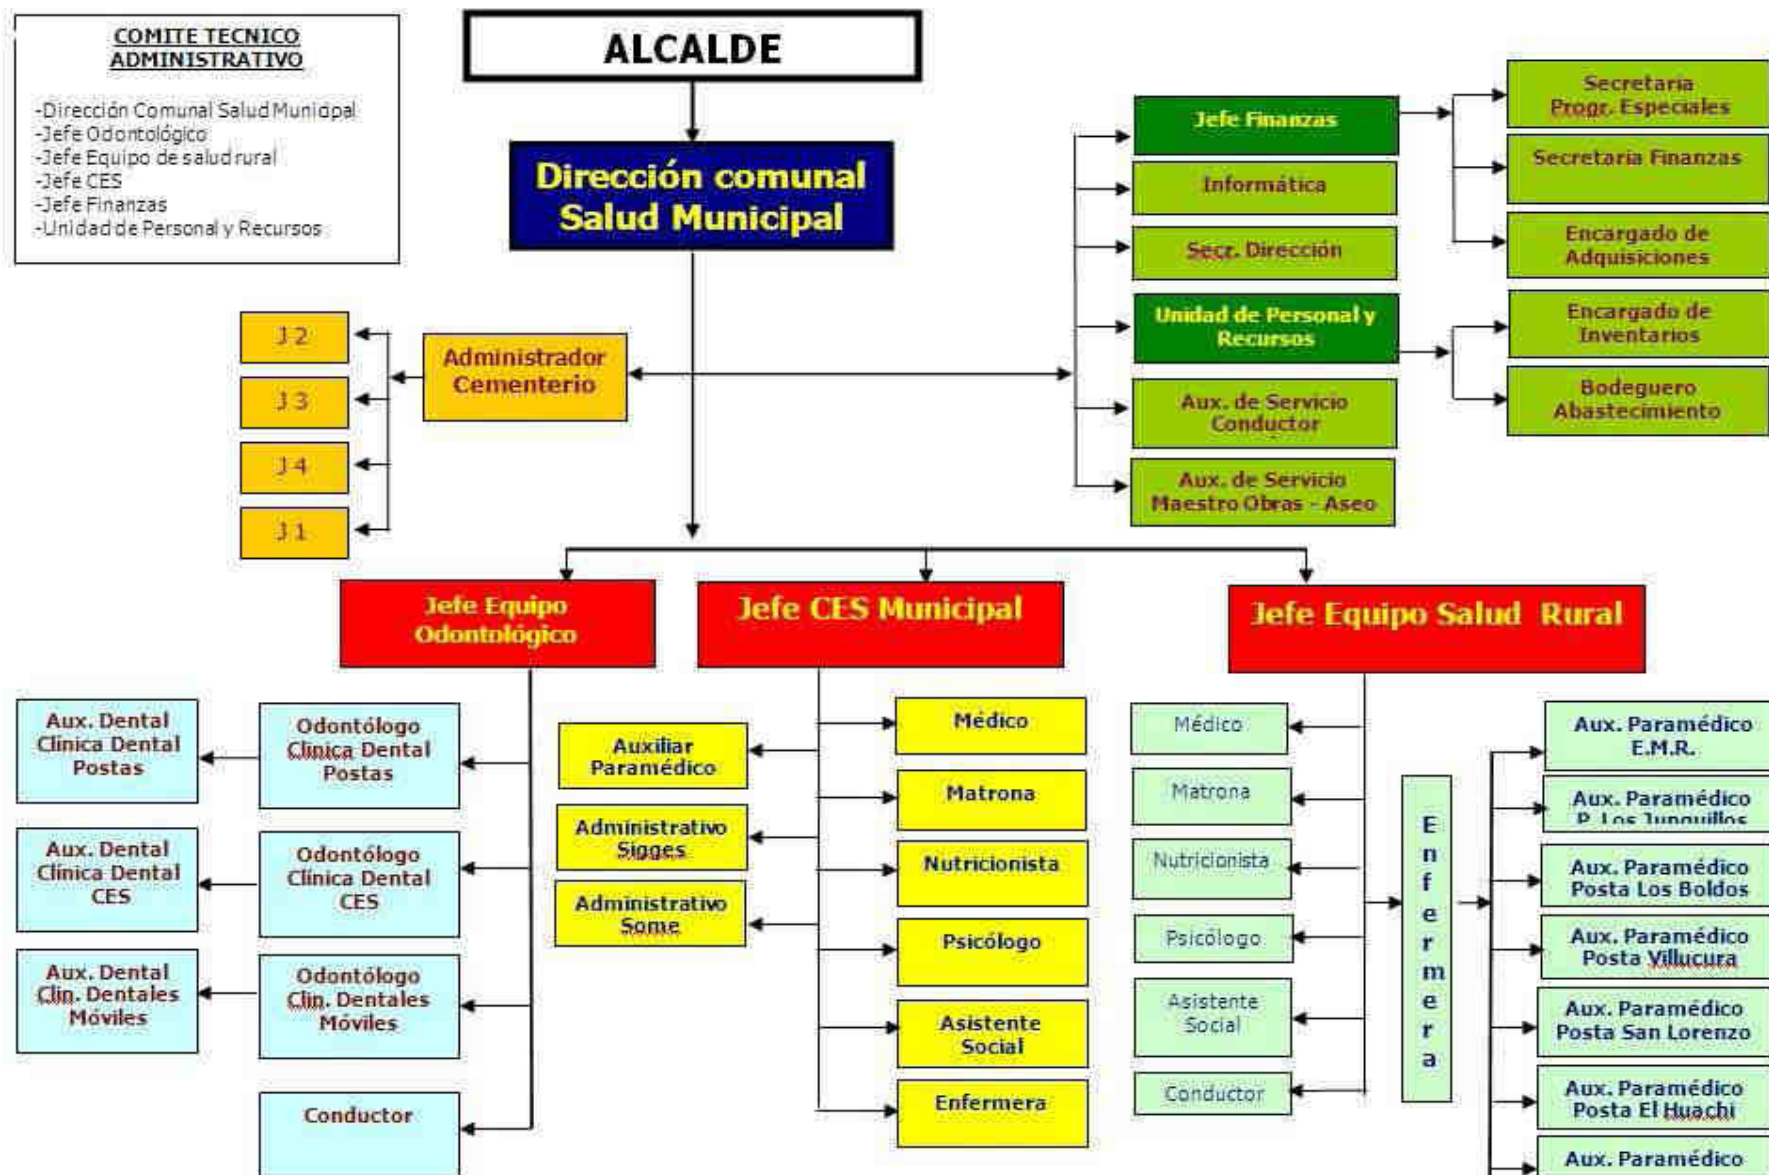 COMITE TECNICO
ADMINISTRATIVO
-Dirección Comunal Salud Municipal
-Jefe Odontológico
-Jefe Equipo de salud rural
-Jefe CES
-Jefe Finanzas
-Unidad de Personal y Recursos
ALCALDE
Dirección comunal
Salud Municipal
Jefe Finanzas
Informática
Secr. Dirección
Unidad de Personal y
Recursos
Aux. de Servicio
Conductor
Aux. de Servicio
Maestro Obras - Aseo
Secretaria
Progr. Especiales
Secretaria Finanzas
Encargado de
Adquisiciones
Encargado de
Inventarios
Bodeguero
Abastecimiento
Administrador
Cementerio
J-2
J-3
J-4
J-1
Jefe Equipo
Odontológico
Jefe CES Municipal
Jefe Equipo Salud Rural
Aux. Dental
Clínica Dental
Postas
Odontólogo
Clínica Dental
Postas
Aux. Dental
Clínica Dental
CES
Odontólogo
Clínica Dental
CES
Aux. Dental
Clin. Dentales
Móviles
Odontólogo
Clin. Dentales
Móviles
Conductor
Auxiliar
Paramédico
Administrativo
Sigges
Administrativo
Some
Médico
Matrona
Nutricionista
Psicólogo
Asistente
Social
Enfermera
Médico
Matrona
Nutricionista
Psicólogo
Asistente
Social
Conductor
Enfermera
Aux. Paramédico
E.M.R.
Aux. Paramédico
P. Los Junquillos
Aux. Paramédico
Posta Los Boldos
Aux. Paramédico
Posta Villucura
Aux. Paramédico
Posta San Lorenzo
Aux. Paramédico
Posta El Huachi
Aux. Paramédico